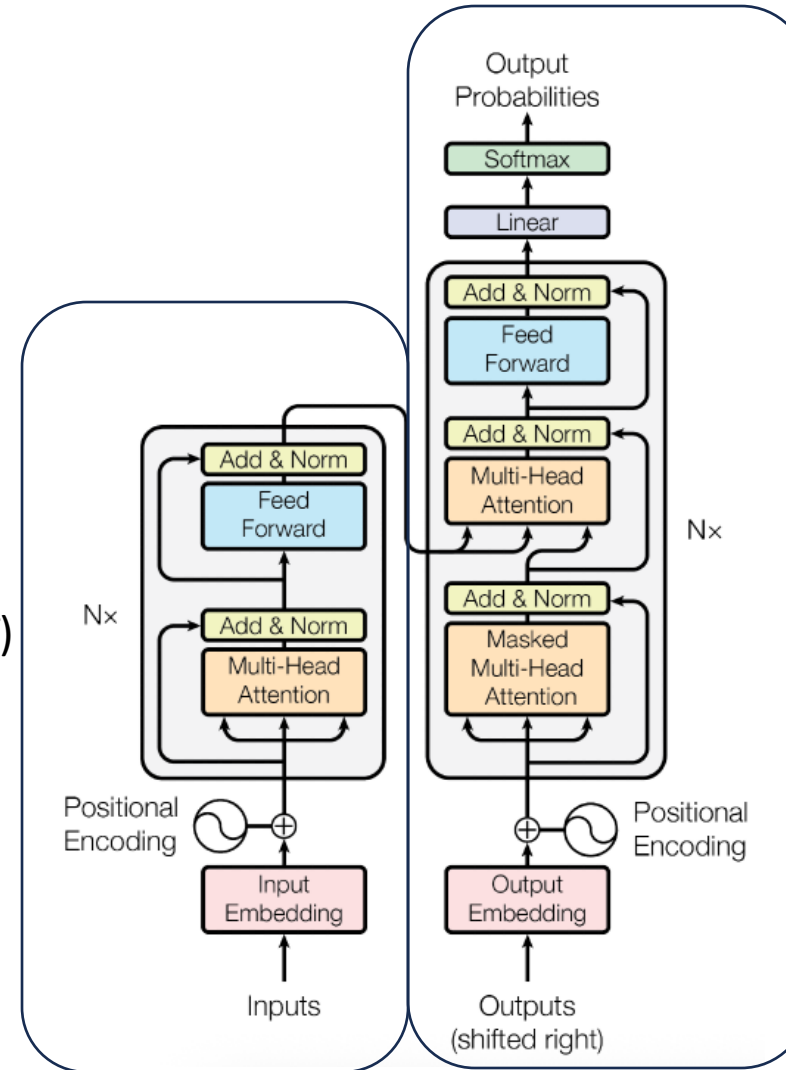 Output
Probabilities
Softmax
Linear
Add & Norm
Feed
Forward
Add & Norm
Multi-Head
Attention
Nx
Add & Norm
Masked
Multi-Head
Attention
Positional
Encoding
Output
Embedding
Outputs
(shifted right)
Add & Norm
Feed
Forward
Nx
Add & Norm
Multi-Head
Attention
Positional
Encoding
Input
Embedding
Inputs
)